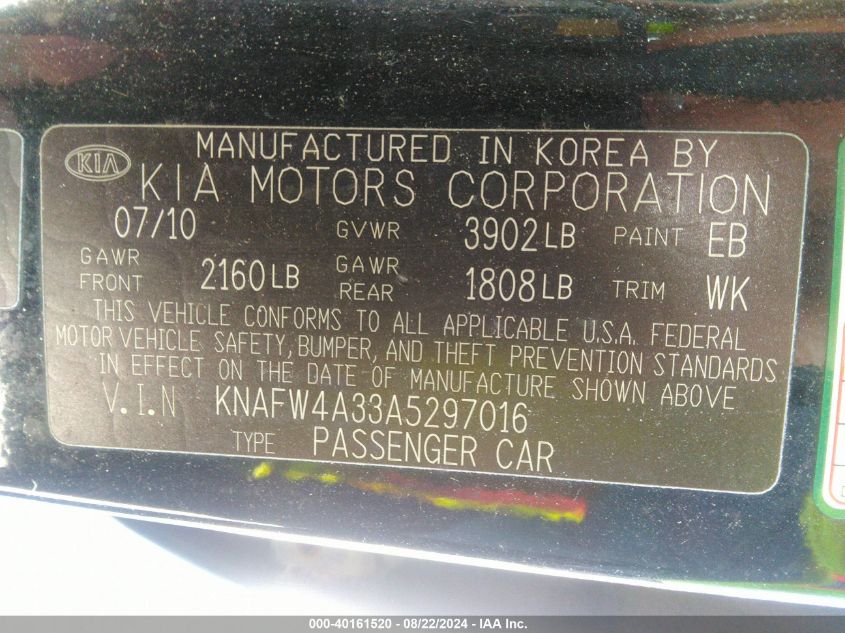 MANUFACTURED IN KOREA BY
KIA KIA MOTORS CORPORATION
07/10 GVWR 3902LB PAINT EB
GAWR FRONT 2160LB GAWR REAR 1808LB TRIM WK
THIS VEHICLE CONFORMS TO ALL APPLICABLE U.S.A. FEDERAL
MOTOR VEHICLE SAFETY, BUMPER, AND THEFT PREVENTION STANDARDS
IN EFFECT ON THE DATE OF MANUFACTURE SHOWN ABOVE
V.I.N KNAFW4A33A5297016
TYPE PASSENGER CAR
000-40161520 - 08/22/2024 - IAA Inc.